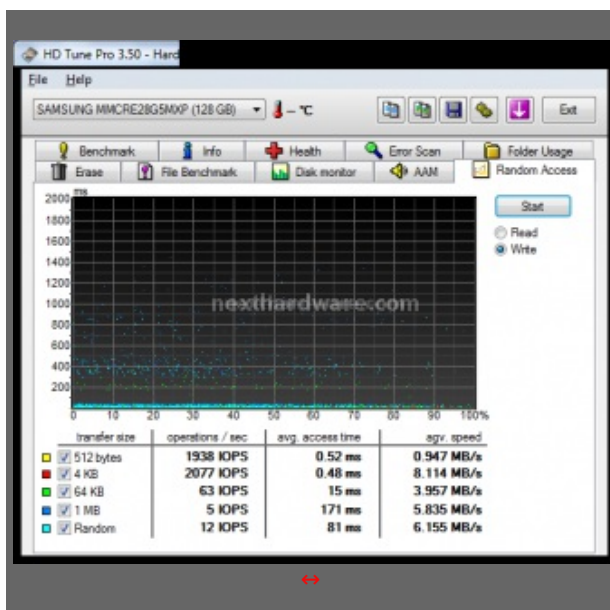 HD Tune Pro 3.50 - Hard
File Help
SAMSUNG MMCRE28G5MXP (128 GB) – °C Exit
Benchmark Info Health Error Scan Folder Usage
Erase File Benchmark Disk monitor AAM Random Access
ms
2000
1800
1600
1400
1200
1000
800
600
400
200
0 10 20 30 40 50 60 70 80 90 100%
Start
Read
Write
nexthardware.com
transfer size operations / sec avg. access time agv. speed
512 bytes 1938 IOPS 0.52 ms 0.947 MB/s
4 KB 2077 IOPS 0.48 ms 8.114 MB/s
64 KB 63 IOPS 15 ms 3.957 MB/s
1 MB 5 IOPS 171 ms 5.835 MB/s
Random 12 IOPS 81 ms 6.155 MB/s